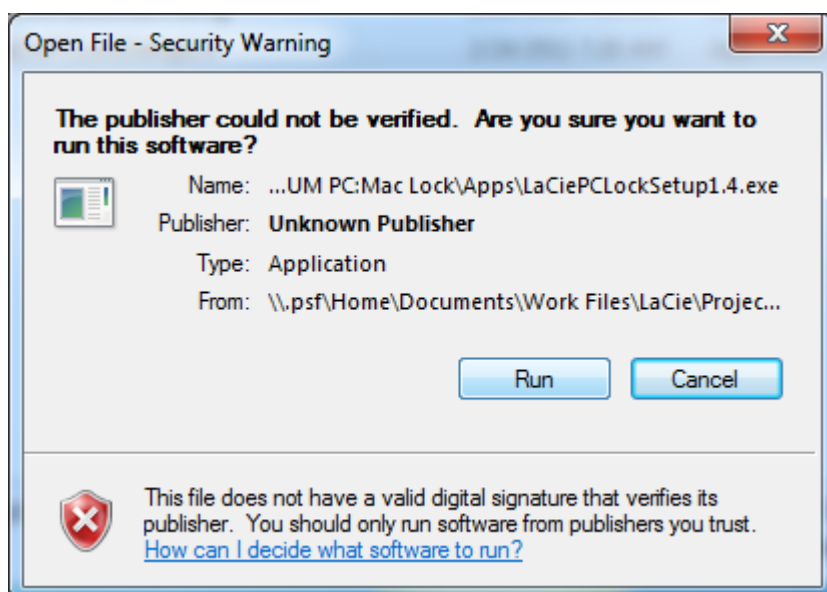 Open File - Security Warning
The publisher could not be verified.  Are you sure you want to
run this software?
Name: ...UM PC:Mac Lock\Apps\LaCiePCLockSetup1.4.exe
Publisher: Unknown Publisher
Type: Application
From: \\.psf\Home\Documents\Work Files\LaCie\Projec...
Run Cancel
This file does not have a valid digital signature that verifies its
publisher.  You should only run software from publishers you trust.
How can I decide what software to run?